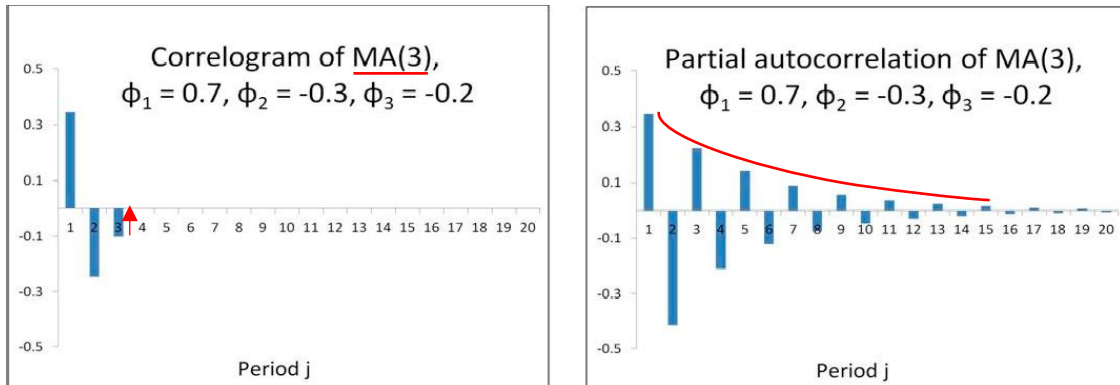 Correlogram of MA(3),
ϕ1 = 0.7, ϕ2 = -0.3, ϕ3 = -0.2
0.5
0.3
0.1
-0.1
-0.3
-0.5
1 2 3 4 5 6 7 8 9 10 11 12 13 14 15 16 17 18 19 20
Period j
Partial autocorrelation of MA(3),
ϕ1 = 0.7, ϕ2 = -0.3, ϕ3 = -0.2
0.5
0.3
0.1
-0.1
-0.3
-0.5
1 2 3 4 5 6 7 8 9 10 11 12 13 14 15 16 17 18 19 20
Period j